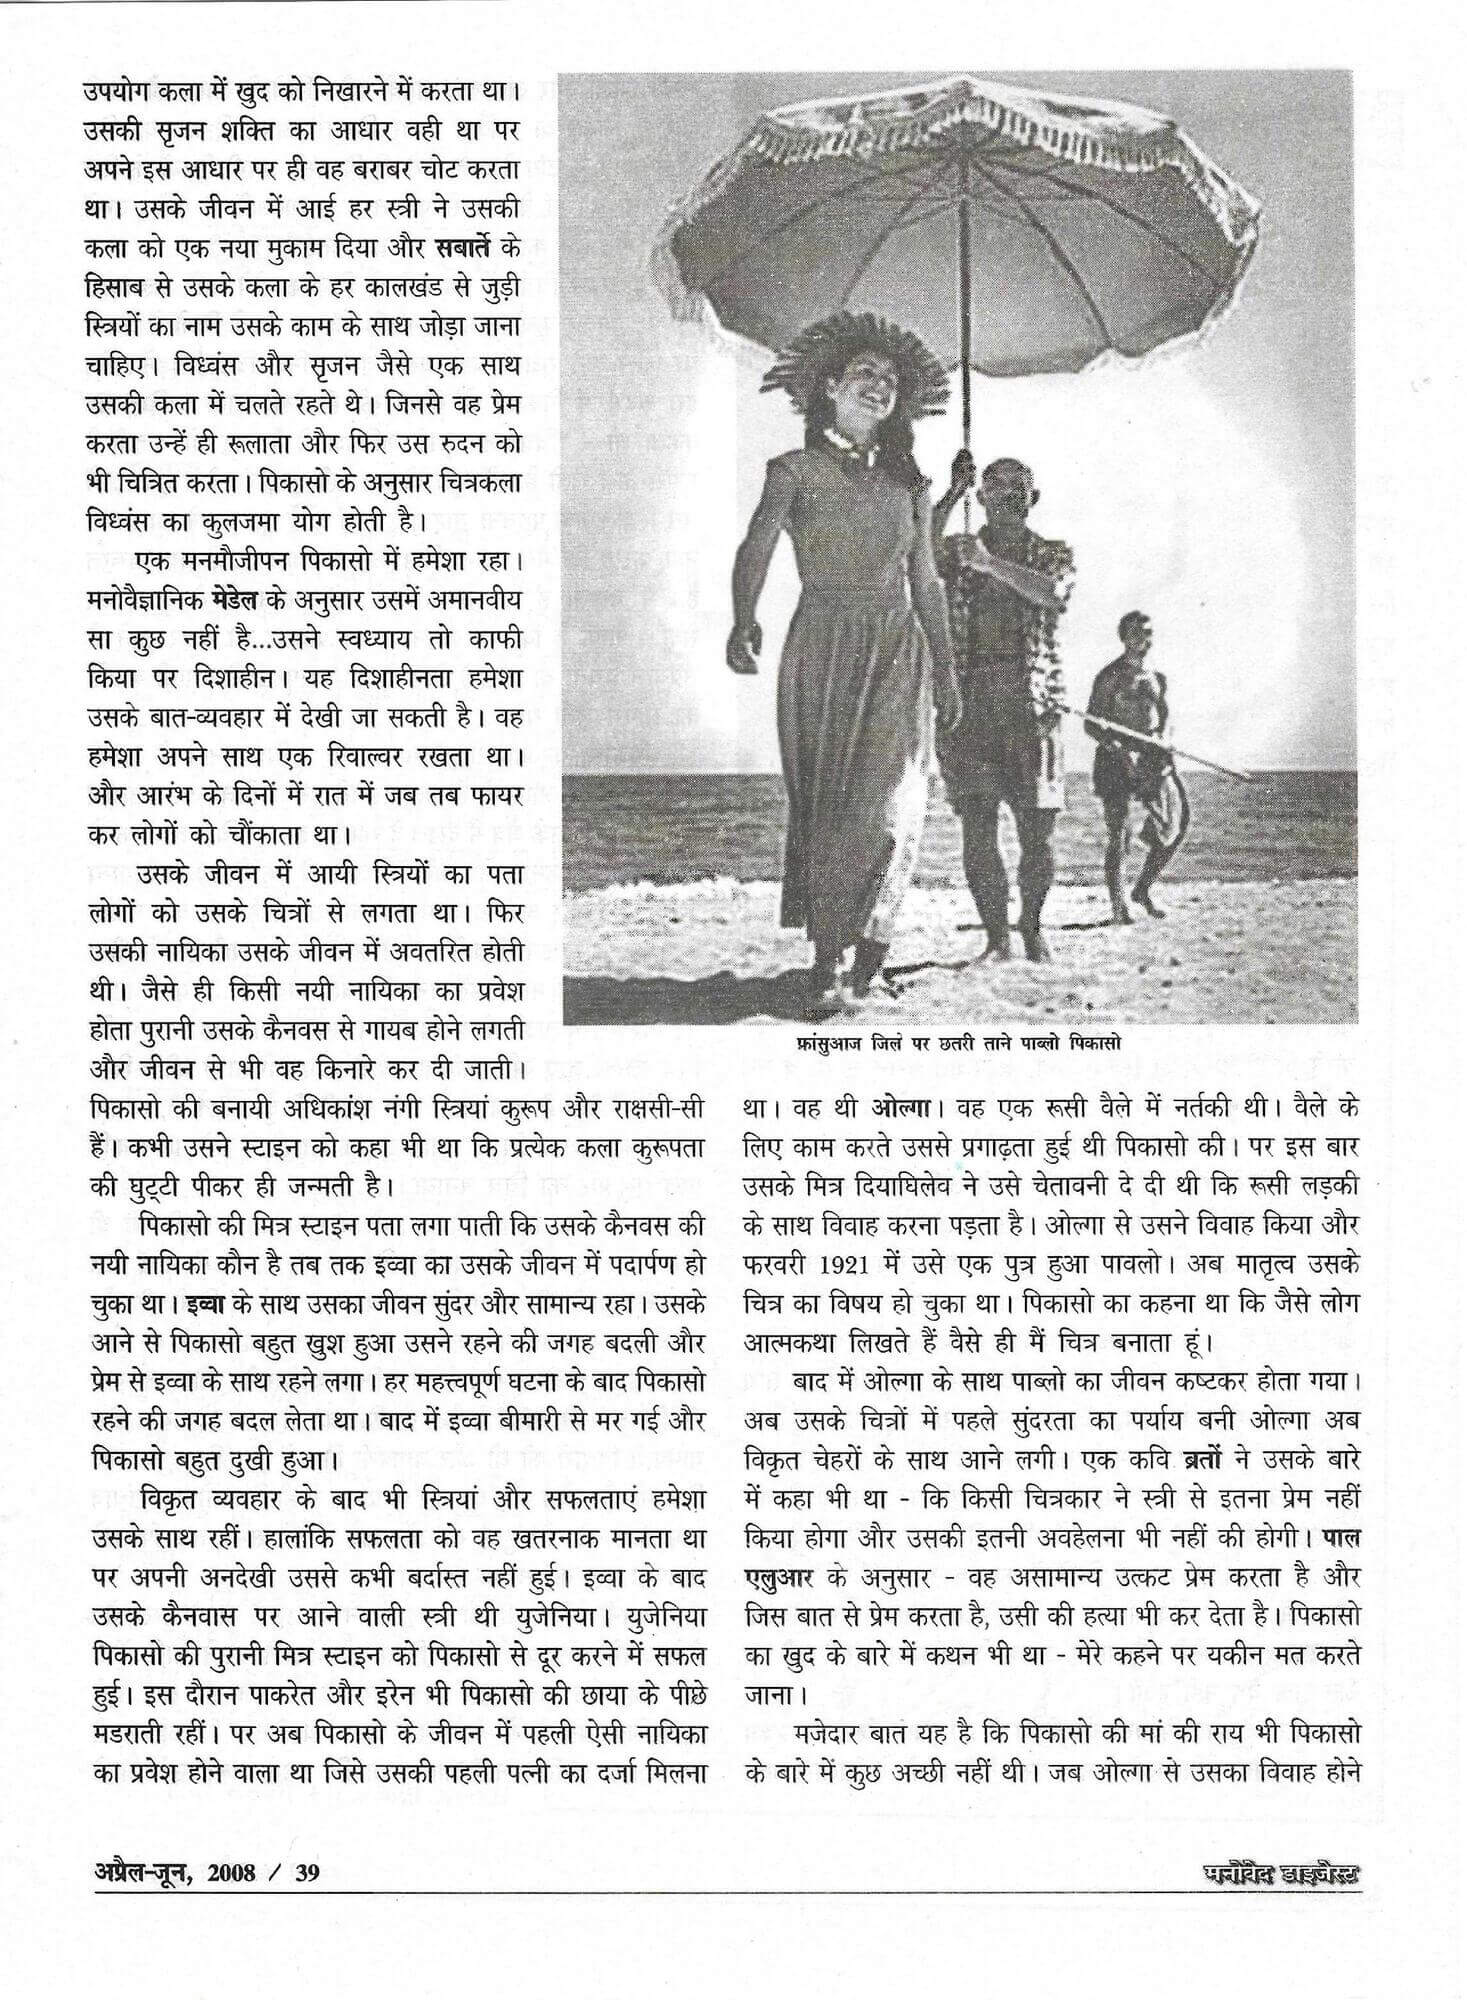 उपयोग कला में खुद को निखारने में करता था।
उसकी सृजन शक्ति का आधार वही था पर
अपने इस आधार पर ही वह बराबर चोट करता
था। उसके जीवन में आई हर स्त्री ने उसकी
कला को एक नया मुकाम दिया और सबार्ते के
हिसाब से उसके कला के हर कालखंड से जुड़ी
स्त्रियों का नाम उसके काम के साथ जोड़ा जाना
चाहिए। विध्वंस और सृजन जैसे एक साथ
उसकी कला में चलते रहते थे। जिनसे वह प्रेम
करता उन्हें ही रूलाता और फिर उस रुदन को
भी चित्रित करता। पिकासो के अनुसार चित्रकला
विध्वंस का कुलजमा योग होती है।
एक मनमौजीपन पिकासो में हमेशा रहा।
मनोवैज्ञानिक मेडेल के अनुसार उसमें अमानवीय
सा कुछ नहीं है...उसने स्वध्याय तो काफी
किया पर दिशाहीन। यह दिशाहीनता हमेशा
उसके बात-व्यवहार में देखी जा सकती है। वह
हमेशा अपने साथ एक रिवाल्वर रखता था।
और आरंभ के दिनों में रात में जब तब फायर
कर लोगों को चौंकाता था।
उसके जीवन में आयी स्त्रियों का पता
लोगों को उसके चित्रों से लगता था। फिर
उसकी नायिका उसके जीवन में अवतरित होती
थी। जैसे ही किसी नयी नायिका का प्रवेश
होता पुरानी उसके कैनवस से गायब होने लगती
और जीवन से भी वह किनारे कर दी जाती।
पिकासो की बनायी अधिकांश नंगी स्त्रियां कुरूप और राक्षसी-सी
हैं। कभी उसने स्टाइन को कहा भी था कि प्रत्येक कला कुरूपता
की घुट्टी पीकर ही जन्मती है।
पिकासो की मित्र स्टाइन पता लगा पाती कि उसके कैनवस की
नयी नायिका कौन है तब तक इव्वा का उसके जीवन में पदार्पण हो
चुका था। इव्वा के साथ उसका जीवन सुंदर और सामान्य रहा। उसके
आने से पिकासो बहुत खुश हुआ उसने रहने की जगह बदली और
प्रेम से इव्वा के साथ रहने लगा। हर महत्त्वपूर्ण घटना के बाद पिकासो
रहने की जगह बदल लेता था। बाद में इव्वा बीमारी से मर गई और
पिकासो बहुत दुखी हुआ।
विकृत व्यवहार के बाद भी स्त्रियां और सफलताएं हमेशा
उसके साथ रहीं। हालांकि सफलता को वह खतरनाक मानता था
पर अपनी अनदेखी उससे कभी बर्दास्त नहीं हुई। इव्वा के बाद
उसके कैनवास पर आने वाली स्त्री थी युजेनिया। युजेनिया
पिकासो की पुरानी मित्र स्टाइन को पिकासो से दूर करने में सफल
हुई। इस दौरान पाकरेत और इरेन भी पिकासो की छाया के पीछे
मडराती रहीं। पर अब पिकासो के जीवन में पहली ऐसी नायिका
का प्रवेश होने वाला था जिसे उसकी पहली पत्नी का दर्जा मिलना
फ्रांसुआज जिलं पर छतरी ताने पाब्लो पिकासो
था। वह थी ओल्गा। वह एक रूसी वैले में नर्तकी थी। वैले के
लिए काम करते उससे प्रगाढ़ता हुई थी पिकासो की। पर इस बार
उसके मित्र दियाघिलेव ने उसे चेतावनी दे दी थी कि रूसी लड़की
के साथ विवाह करना पड़ता है। ओल्गा से उसने विवाह किया और
फरवरी 1921 में उसे एक पुत्र हुआ पावलो। अब मातृत्व उसके
चित्र का विषय हो चुका था। पिकासो का कहना था कि जैसे लोग
आत्मकथा लिखते हैं वैसे ही मैं चित्र बनाता हूं।
बाद में ओल्गा के साथ पाब्लो का जीवन कष्टकर होता गया।
अब उसके चित्रों में पहले सुंदरता का पर्याय बनी ओल्गा अब
विकृत चेहरों के साथ आने लगी। एक कवि ब्रतों ने उसके बारे
में कहा भी था - कि किसी चित्रकार ने स्त्री से इतना प्रेम नहीं
किया होगा और उसकी इतनी अवहेलना भी नहीं की होगी। पाल
एलुआर के अनुसार - वह असामान्य उत्कट प्रेम करता है और
जिस बात से प्रेम करता है, उसी की हत्या भी कर देता है। पिकासो
का खुद के बारे में कथन भी था - मेरे कहने पर यकीन मत करते
जाना।
मजेदार बात यह है कि पिकासो की मां की राय भी पिकासो
के बारे में कुछ अच्छी नहीं थी। जब ओल्गा से उसका विवाह होने
अप्रैल-जून, 2008 / 39
मनोवेद डाइजेस्ट